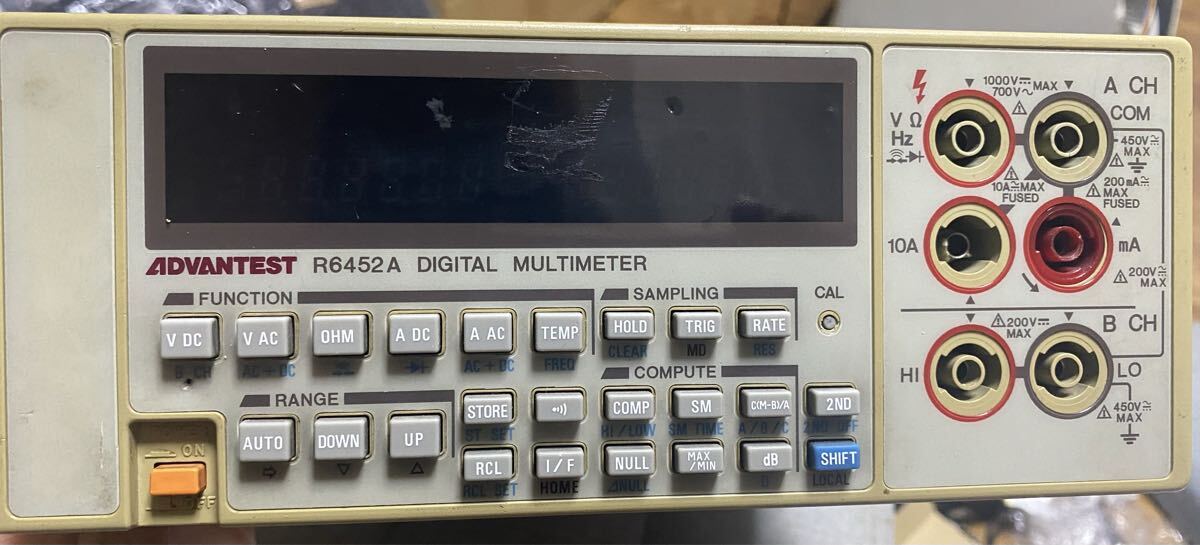 ADVANTEST R6452A DIGITAL MULTIMETER
FUNCTION
V DC V AC OHM A DC A AC TEMP
B CH AC+DC AC+DC FREQ
SAMPLING
HOLD TRIG RATE
CLEAR MD RES
CAL
RANGE
AUTO DOWN UP
⇨ ▽ △
STORE
ST SET
RCL I/F
RCL SET HOME
COMPUTE
COMP SM C(M-B)/A 2ND
HI/LOW SM TIME A/B/C 2ND OFF
NULL MAX/MIN dB SHIFT
⊿NULL LOCAL
ON
OFF
1000V⎓ MAX
700V～
A CH
V Ω
Hz
COM
450V MAX
10A MAX
FUSED
200mA
MAX
FUSED
10A
mA
200V MAX
200V⎓ MAX
B CH
HI
LO
450V MAX